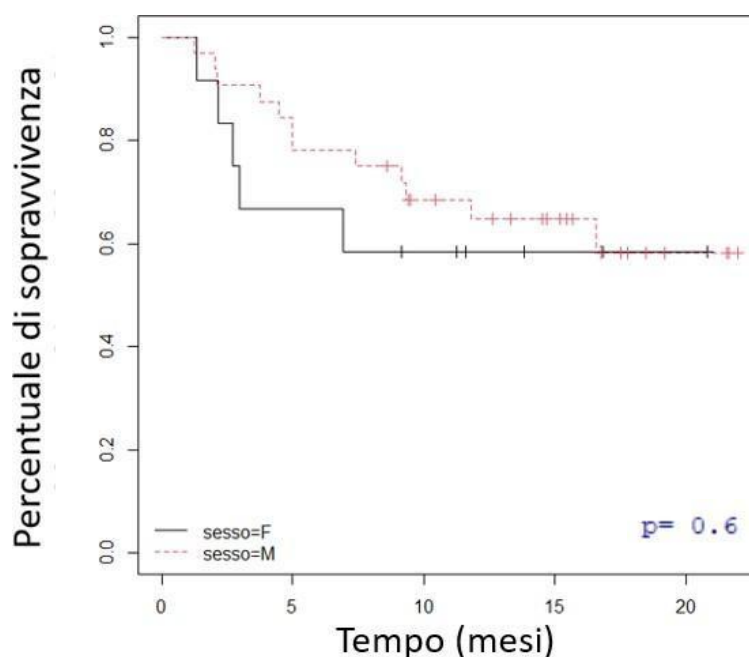 Percentuale di sopravvivenza
1.0
0.8
0.6
0.4
0.2
0.0
sesso=F
sesso=M
p= 0.6
0 5 10 15 20
Tempo (mesi)